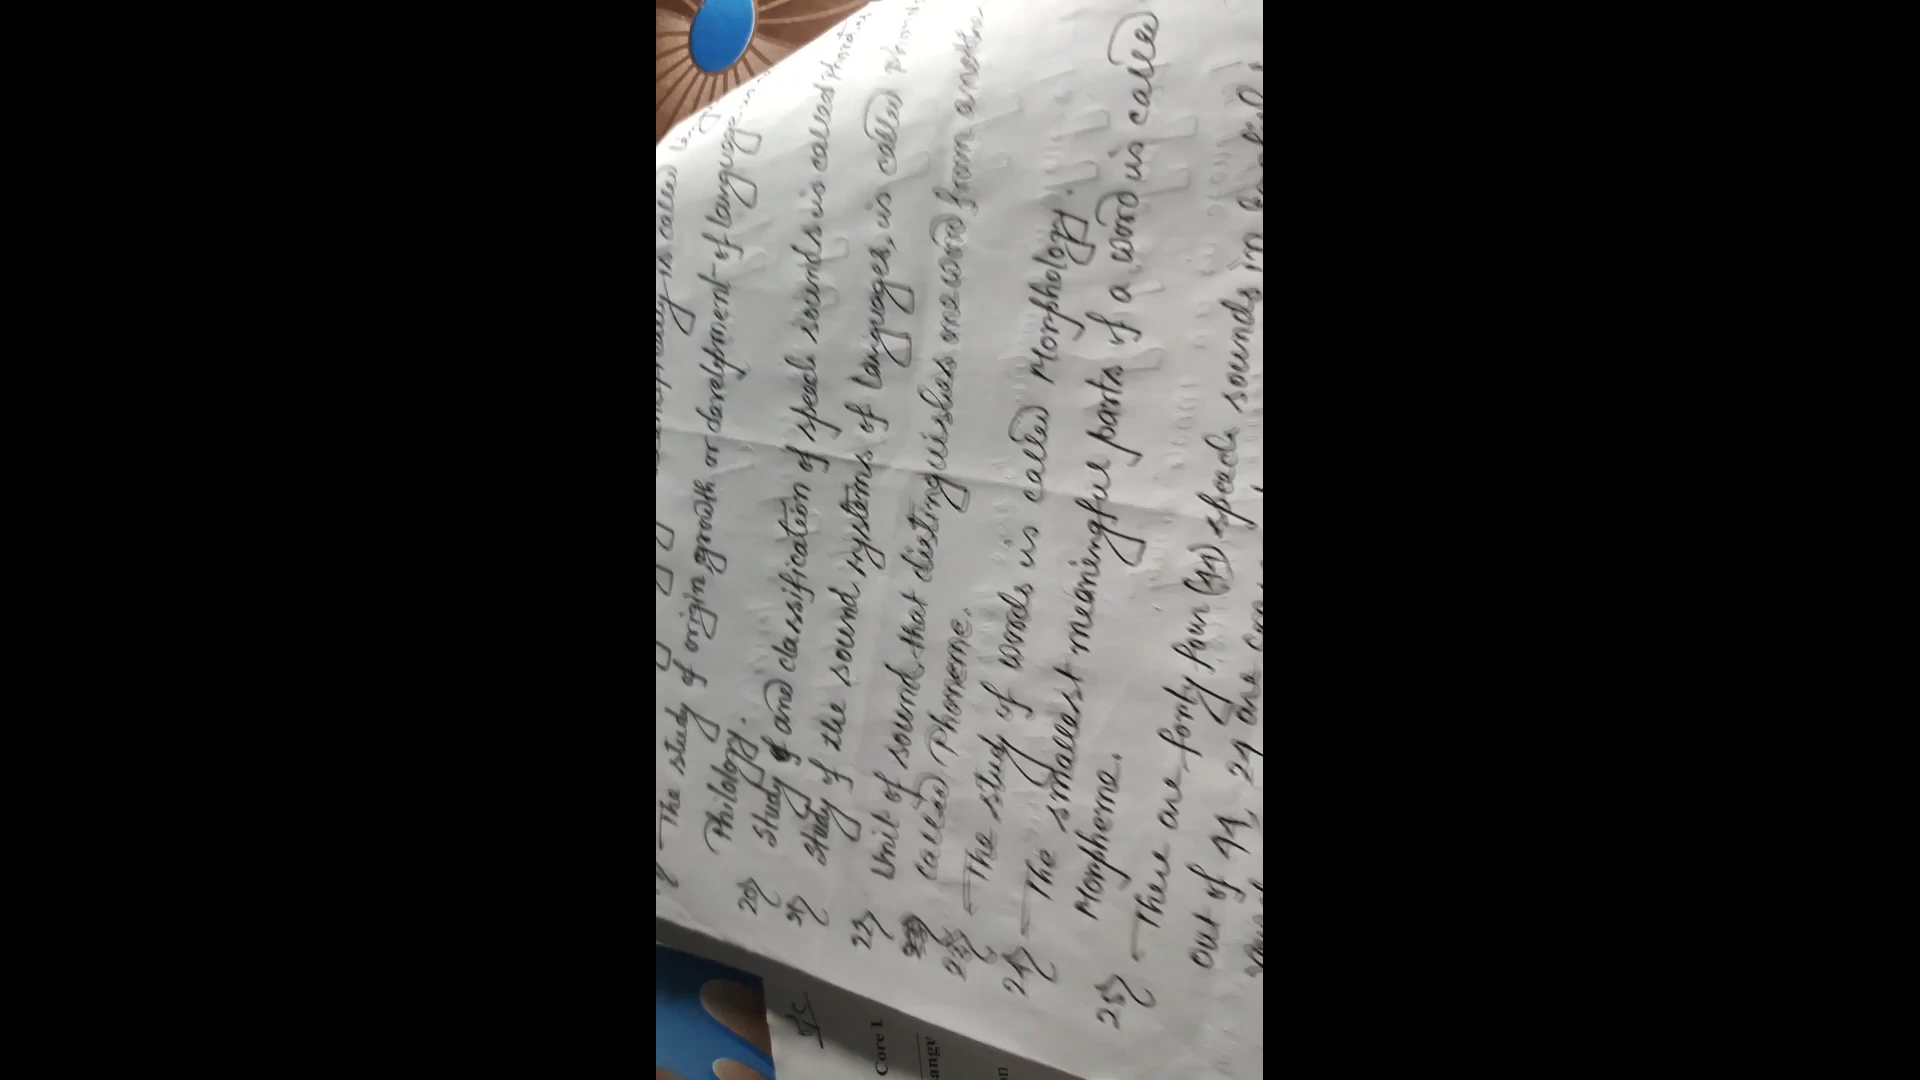 is called
The study of origin, growth or development of language is
Philology.
20) Study of and classification of speech sounds is called
21) Study of the sound systems of languages, is called
22) Unit of sound that distinguishes one word from another
called Phoneme.
23) The study of words is called Morphology.
24) The smallest meaningful parts of a word is called
Morpheme.
25) There are forty four (44) speech sounds in
out of 44, 24 are
Core L